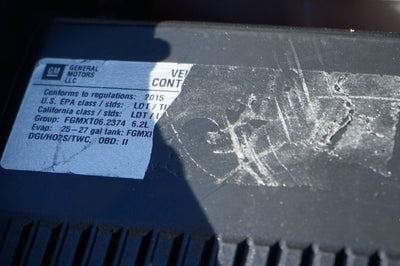 GM GENERAL MOTORS LLC
VE
CONT
Conforms to regulations: 2015
U.S. EPA class / stds: LDT /
California class / stds: LDT /
Group: FGMXT06.2374 6.2L
Evap: 25-27 gal tank: FGMX
DGI/HO2S/TWC, OBD: II